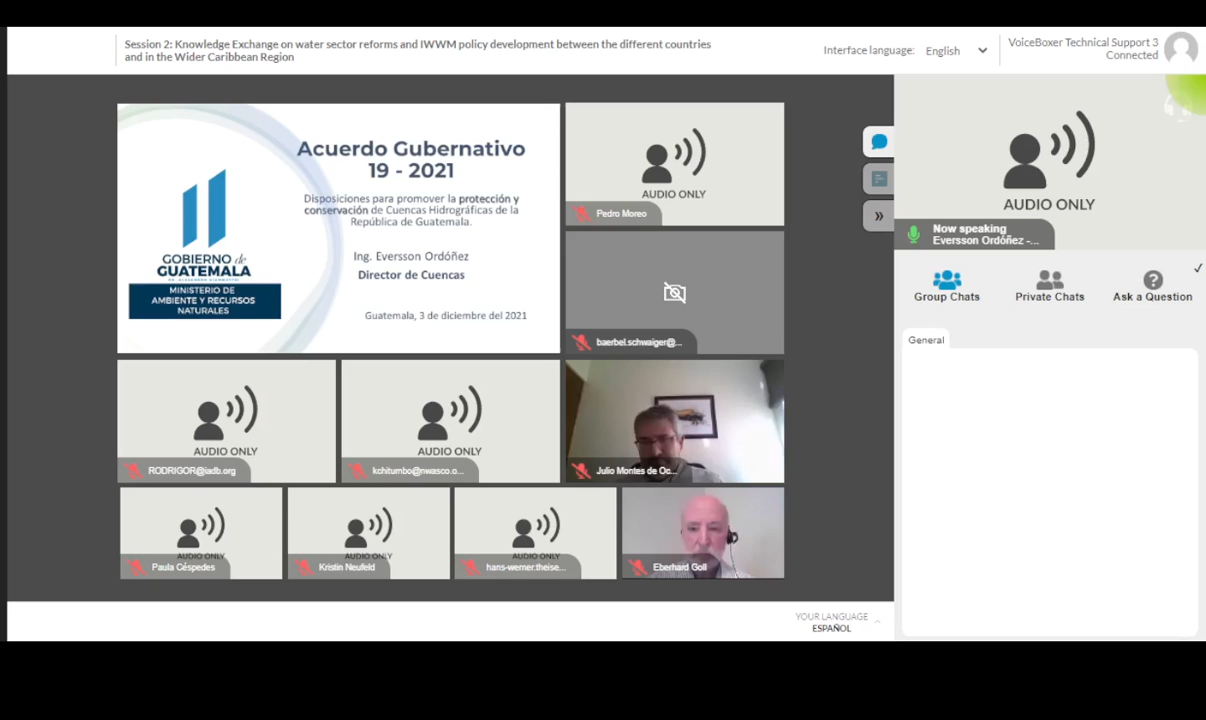 Session 2: Knowledge Exchange on water sector reforms and IWWM policy development between the different countries
and in the Wider Caribbean Region
Interface language: English
VoiceBoxer Technical Support 3
Connected
Acuerdo Gubernativo
19 - 2021
Disposiciones para promover la protección y
conservación de Cuencas Hidrográficas de la
República de Guatemala.
Ing. Eversson Ordóñez
Director de Cuencas
Guatemala, 3 de diciembre del 2021
GOBIERNO de
GUATEMALA
MINISTERIO DE
AMBIENTE Y RECURSOS
NATURALES
AUDIO ONLY
Pedro Moreo
baerbel.schwaiger@...
AUDIO ONLY
RODRIGOR@iadb.org
AUDIO ONLY
kchitumbo@nwasco.o...
Julio Montes de Oc...
AUDIO ONLY
Paula Céspedes
AUDIO ONLY
Kristin Neufeld
AUDIO ONLY
hans-werner.theise...
Eberhard Goll
AUDIO ONLY
Now speaking
Eversson Ordóñez -...
Group Chats
Private Chats
Ask a Question
General
YOUR LANGUAGE
ESPAÑOL